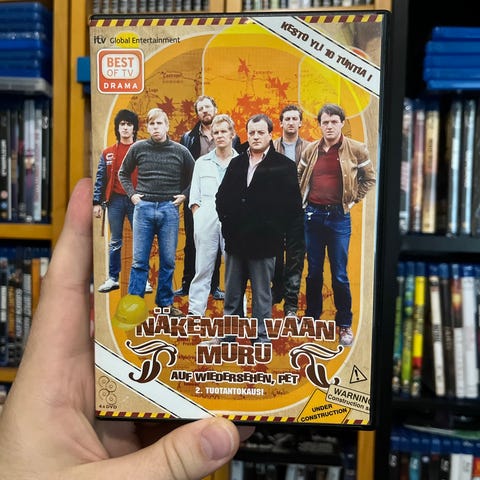 itv Global Entertainment
KESTO YLI 10 TUNTIA !
BEST
OF TV
DRAMA
NÄKEMIIN VAAN
MURU
AUF WIEDERSEHEN, PET
2. TUOTANTOKAUSI
4xDVD
WARNING
Construction
UNDER
CONSTRUCTION